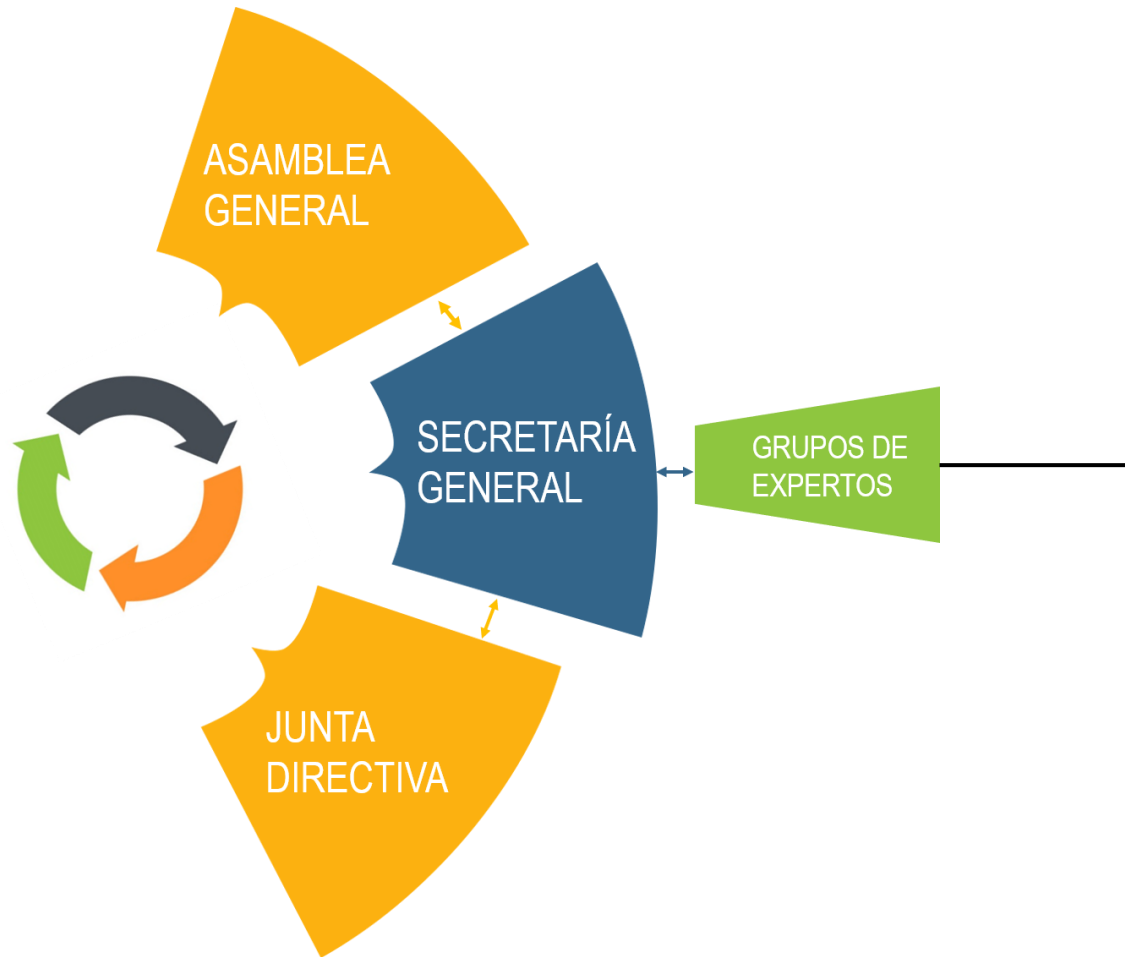 ASAMBLEA
GENERAL
SECRETARÍA
GENERAL
GRUPOS DE
EXPERTOS
JUNTA
DIRECTIVA